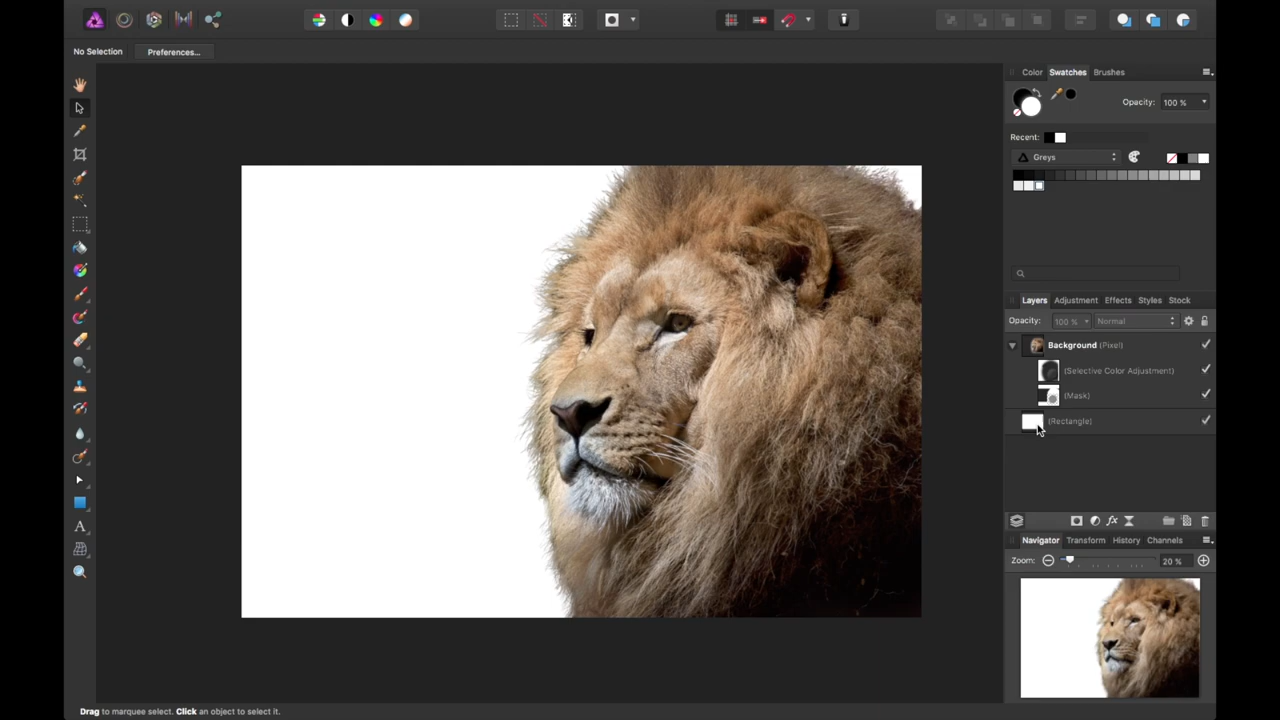 No Selection Preferences...
Color Swatches Brushes
Opacity: 100 %
Recent:
Greys
Layers Adjustment Effects Styles Stock
Opacity: 100 % Normal
Background (Pixel)
(Selective Color Adjustment)
(Mask)
(Rectangle)
Navigator Transform History Channels
Zoom: 20 %
Drag to marquee select. Click an object to select it.